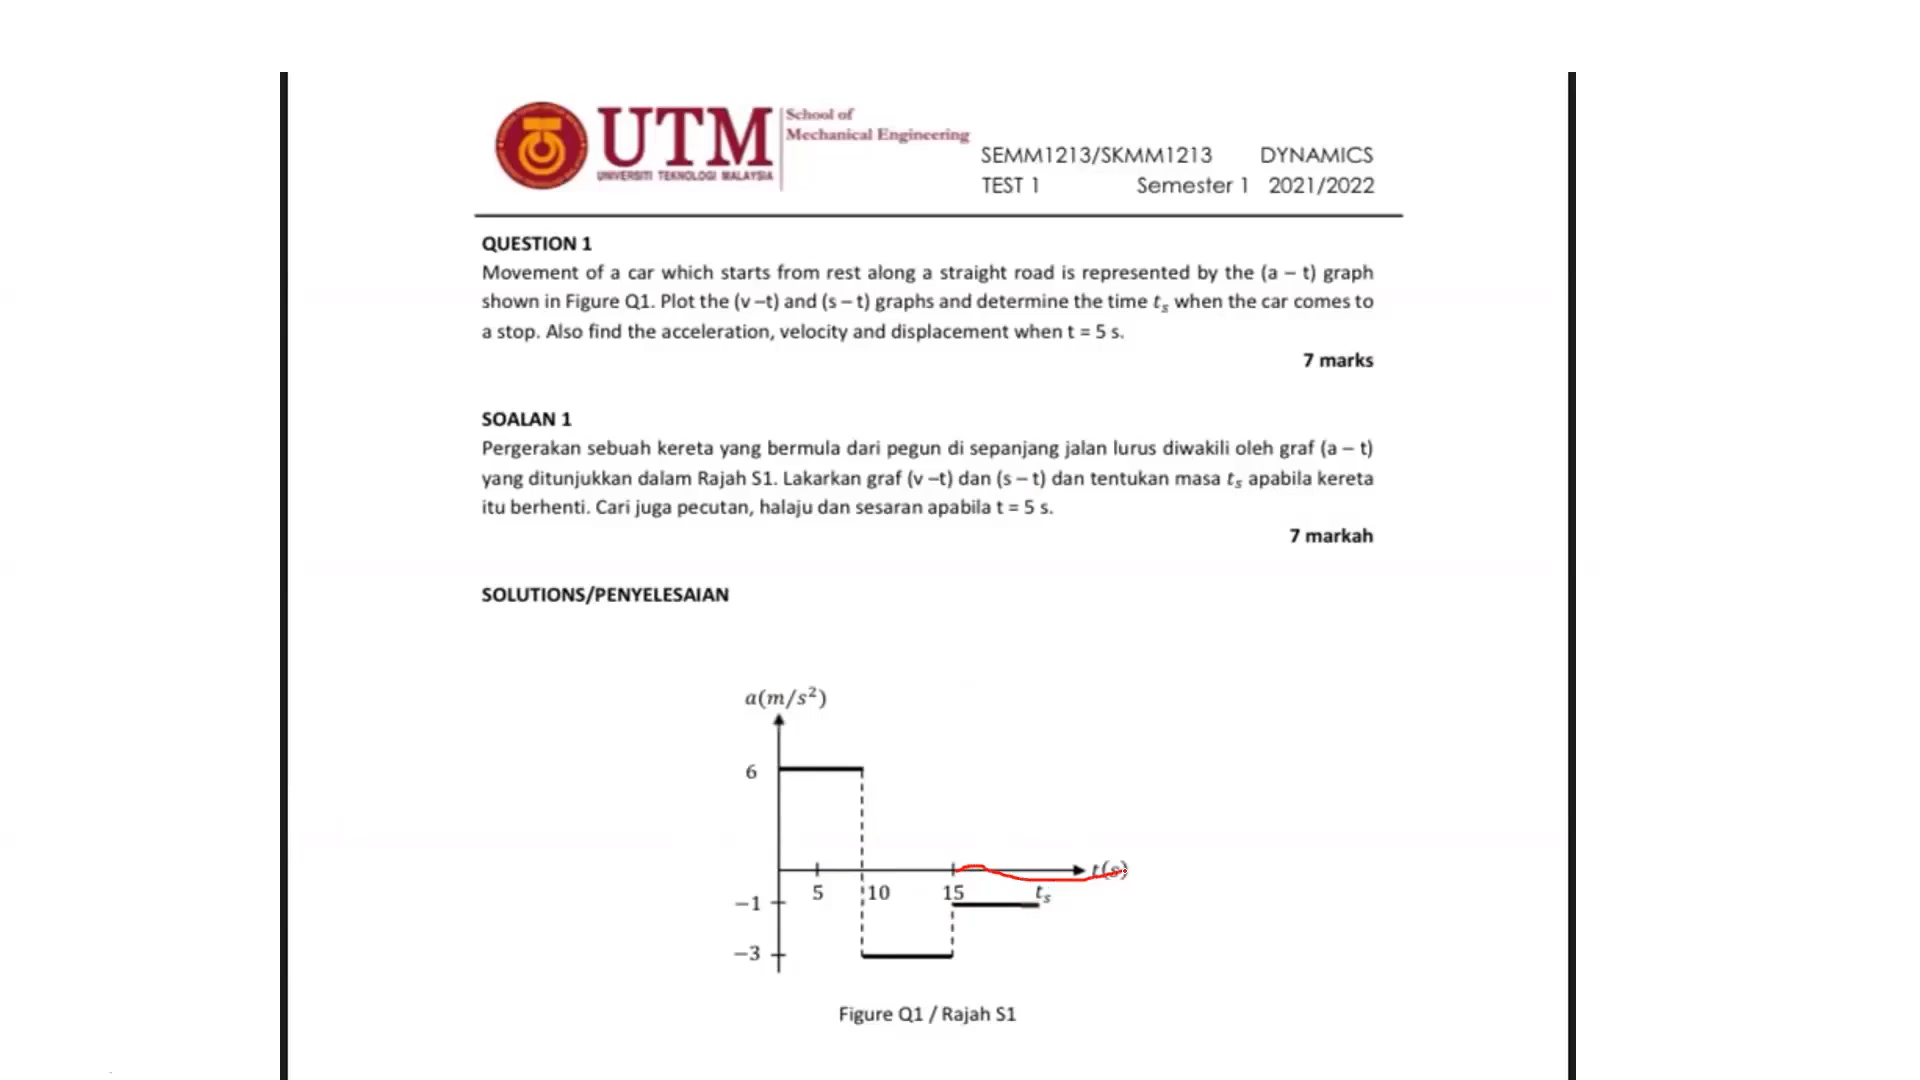 UTM
UNIVERSITI TEKNOLOGI MALAYSIA
School of
Mechanical Engineering
SEMM1213/SKMM1213 DYNAMICS
TEST 1 Semester 1 2021/2022
QUESTION 1
Movement of a car which starts from rest along a straight road is represented by the (a – t) graph
shown in Figure Q1. Plot the (v –t) and (s – t) graphs and determine the time tₛ when the car comes to
a stop. Also find the acceleration, velocity and displacement when t = 5 s.
7 marks
SOALAN 1
Pergerakan sebuah kereta yang bermula dari pegun di sepanjang jalan lurus diwakili oleh graf (a – t)
yang ditunjukkan dalam Rajah S1. Lakarkan graf (v –t) dan (s – t) dan tentukan masa tₛ apabila kereta
itu berhenti. Cari juga pecutan, halaju dan sesaran apabila t = 5 s.
7 markah
SOLUTIONS/PENYELESAIAN
a(m/s²)
6
t(s)
5 10 15 tₛ
−1
−3
Figure Q1 / Rajah S1